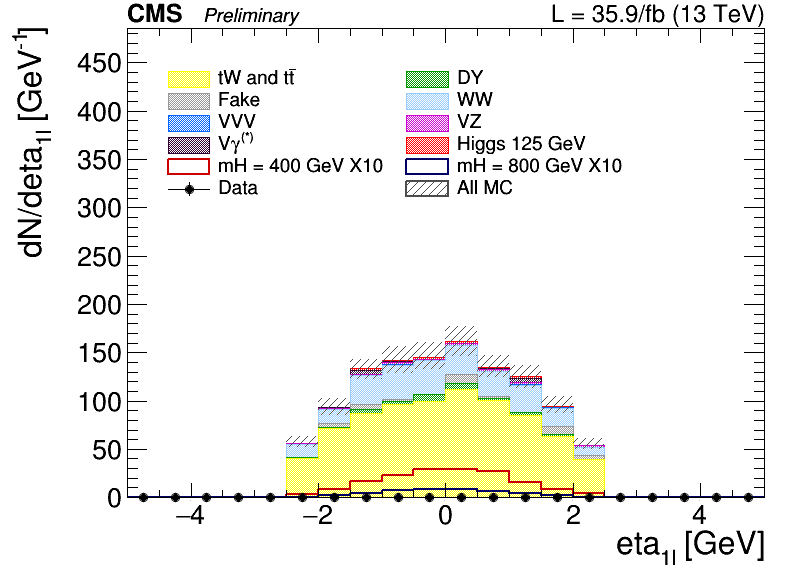 CMS Preliminary L = 35.9/fb (13 TeV)
dN/deta1l [GeV-1]
450
400
350
300
250
200
150
100
50
0
tW and tt̄ DY
Fake WW
VVV VZ
Vγ(*) Higgs 125 GeV
mH = 400 GeV X10 mH = 800 GeV X10
Data All MC
−4 −2 0 2 4
eta1l [GeV]